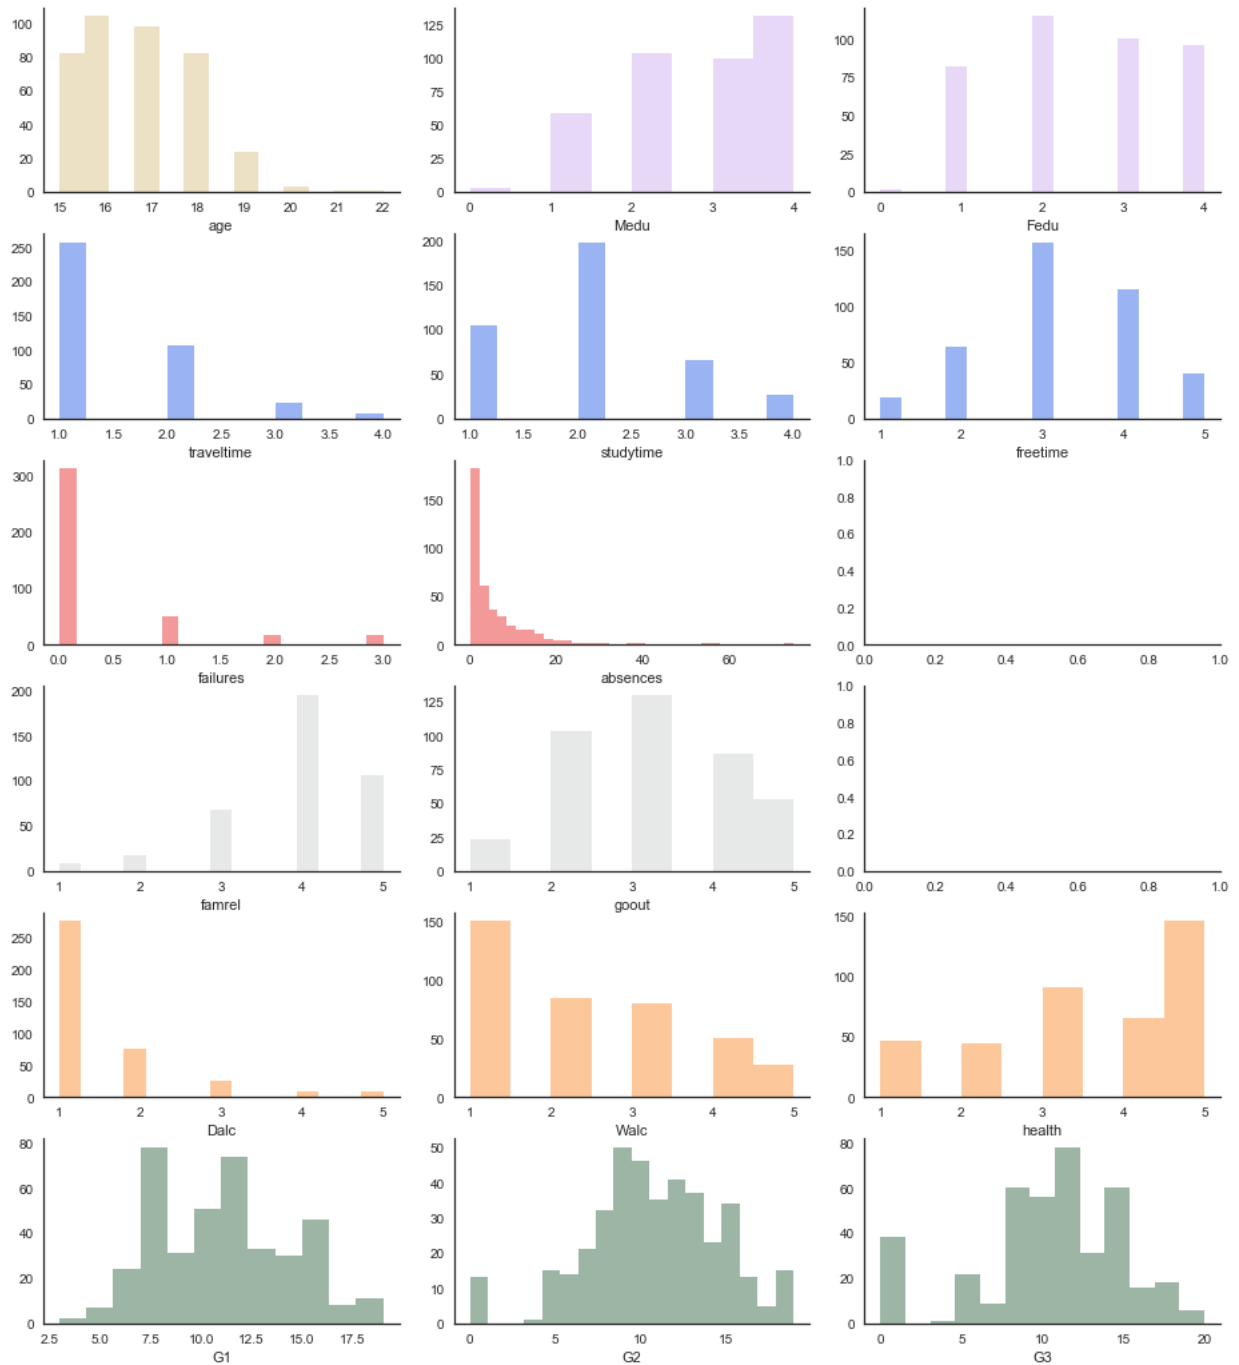 100
80
60
40
20
0
15 16 17 18 19 20 21 22
age
125
100
75
50
25
0
0 1 2 3 4
Medu
100
75
50
25
0
0 1 2 3 4
Fedu
250
200
150
100
50
0
1.0 1.5 2.0 2.5 3.0 3.5 4.0
traveltime
200
150
100
50
0
1.0 1.5 2.0 2.5 3.0 3.5 4.0
studytime
150
100
50
0
1 2 3 4 5
freetime
300
200
100
0
0.0 0.5 1.0 1.5 2.0 2.5 3.0
failures
150
100
50
0
0 20 40 60
absences
1.0
0.8
0.6
0.4
0.2
0.0
0.0 0.2 0.4 0.6 0.8 1.0
200
150
100
50
0
1 2 3 4 5
famrel
125
100
75
50
25
0
1 2 3 4 5
goout
1.0
0.8
0.6
0.4
0.2
0.0
0.0 0.2 0.4 0.6 0.8 1.0
250
200
150
100
50
0
1 2 3 4 5
Dalc
150
100
50
0
1 2 3 4 5
Walc
150
100
50
0
1 2 3 4 5
health
80
60
40
20
0
2.5 5.0 7.5 10.0 12.5 15.0 17.5
G1
50
40
30
20
10
0
0 5 10 15
G2
80
60
40
20
0
0 5 10 15 20
G3